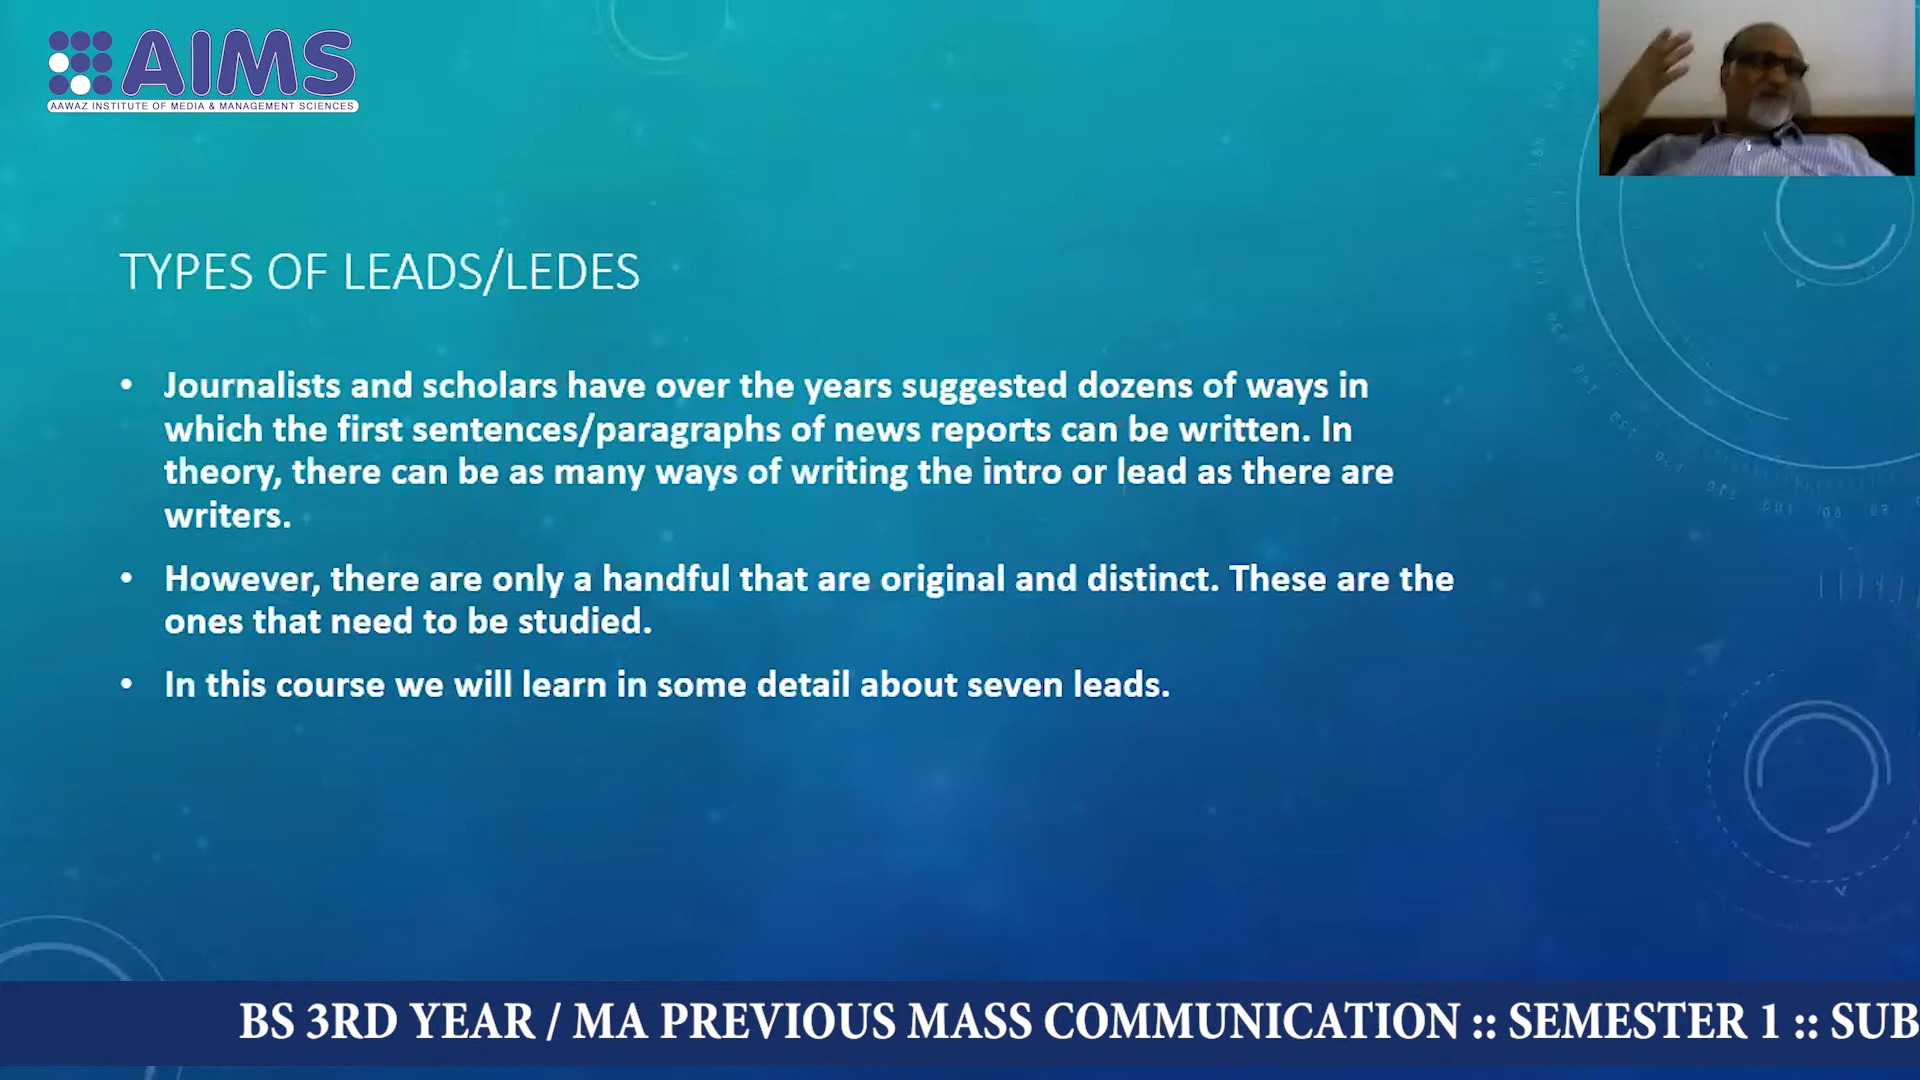 AIMS
AAWAZ INSTITUTE OF MEDIA & MANAGEMENT SCIENCES
TYPES OF LEADS/LEDES
• Journalists and scholars have over the years suggested dozens of ways in
which the first sentences/paragraphs of news reports can be written. In
theory, there can be as many ways of writing the intro or lead as there are
writers.
• However, there are only a handful that are original and distinct. These are the
ones that need to be studied.
• In this course we will learn in some detail about seven leads.
BS 3RD YEAR / MA PREVIOUS MASS COMMUNICATION :: SEMESTER 1 :: SUB